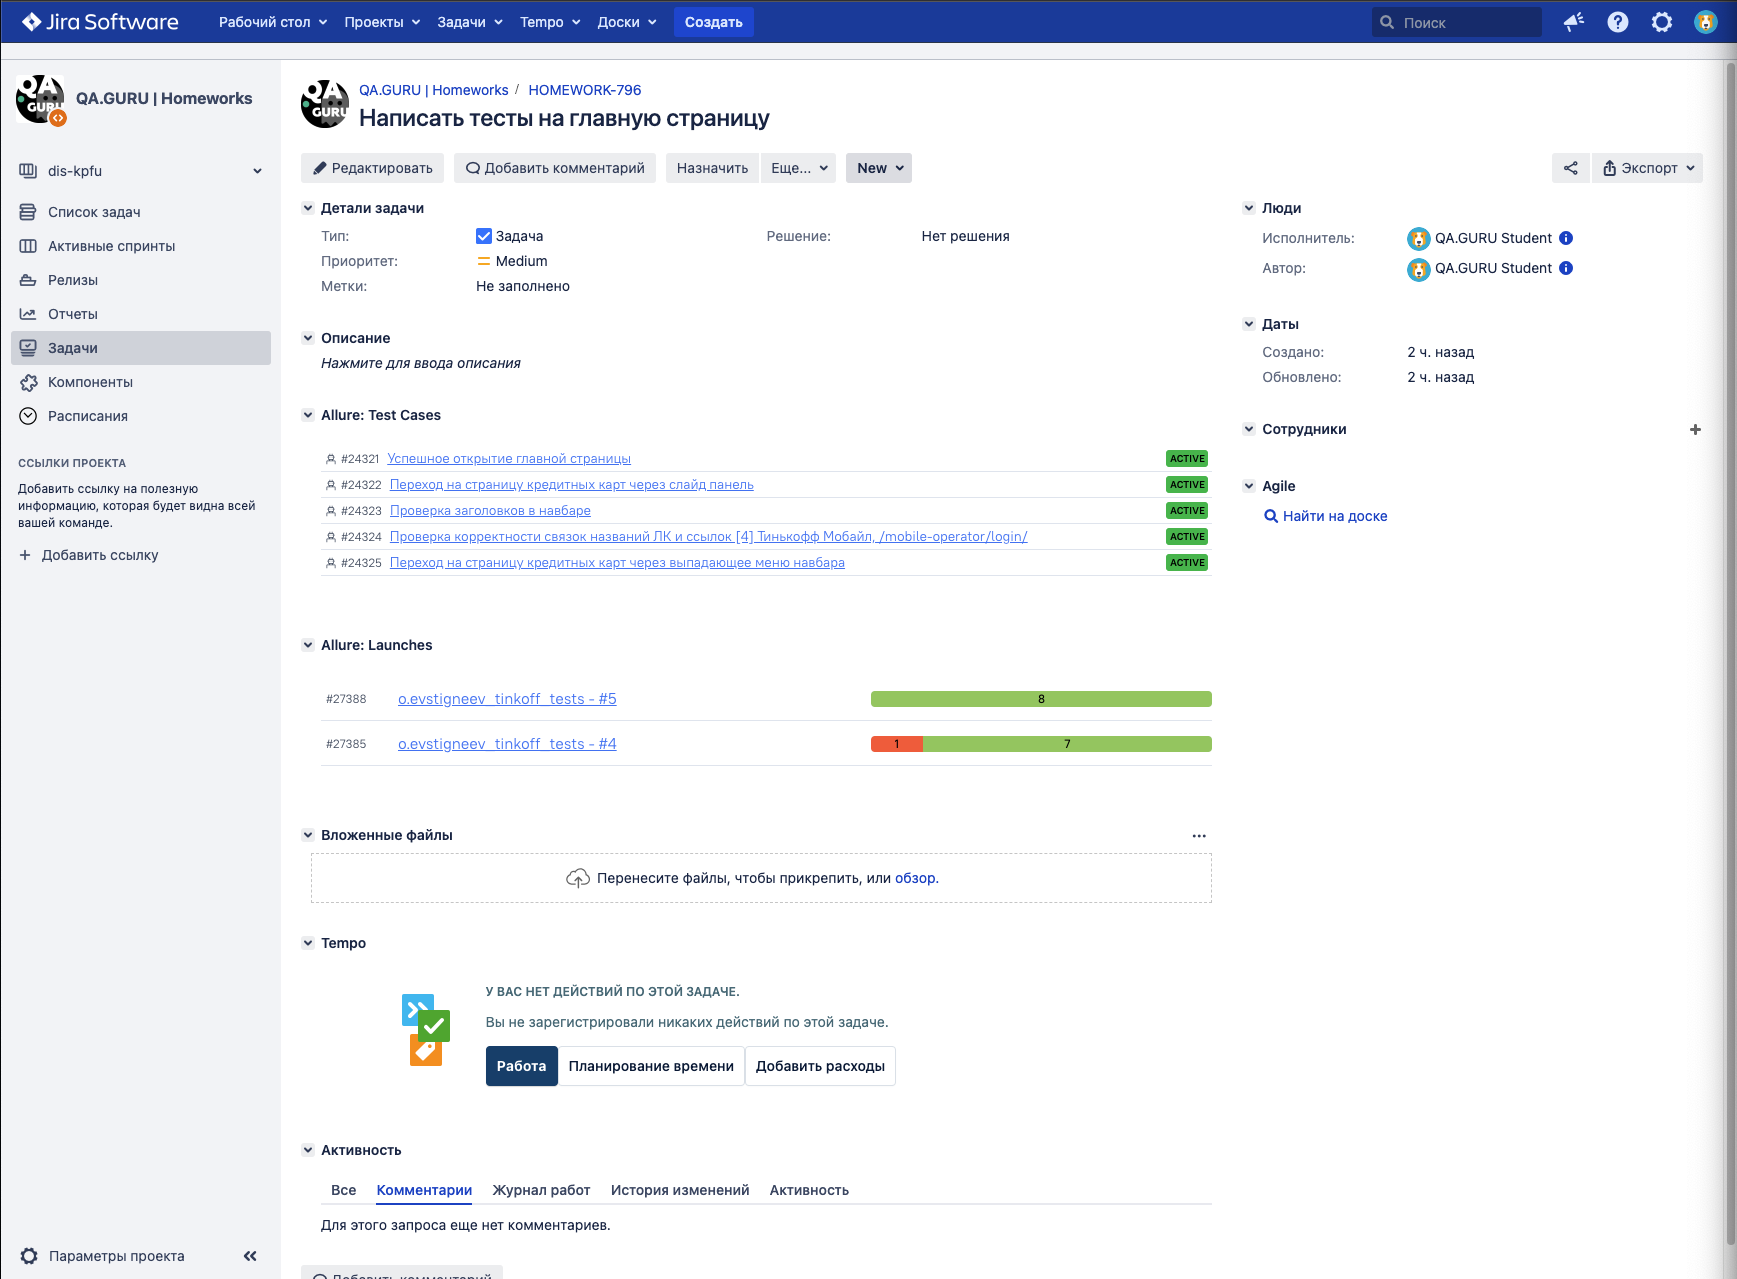 Jira Software
Рабочий стол
Проекты
Задачи
Tempo
Доски
Создать
Поиск
QA GURU
QA.GURU | Homeworks
dis-kpfu
Список задач
Активные спринты
Релизы
Отчеты
Задачи
Компоненты
Расписания
ССЫЛКИ ПРОЕКТА
Добавить ссылку на полезную
информацию, которая будет видна всей
вашей команде.
+ Добавить ссылку
Параметры проекта
QA GURU
QA.GURU | Homeworks / HOMEWORK-796
Написать тесты на главную страницу
Редактировать
Добавить комментарий
Назначить
Еще...
New
Экспорт
Детали задачи
Тип: Задача
Решение: Нет решения
Приоритет: Medium
Метки: Не заполнено
Описание
Нажмите для ввода описания
Allure: Test Cases
#24321 Успешное открытие главной страницы ACTIVE
#24322 Переход на страницу кредитных карт через слайд панель ACTIVE
#24323 Проверка заголовков в навбаре ACTIVE
#24324 Проверка корректности связок названий ЛК и ссылок [4] Тинькофф Мобайл, /mobile-operator/login/ ACTIVE
#24325 Переход на страницу кредитных карт через выпадающее меню навбара ACTIVE
Allure: Launches
#27388 o.evstigneev_tinkoff_tests - #5 8
#27385 o.evstigneev_tinkoff_tests - #4 1 7
Вложенные файлы
Перенесите файлы, чтобы прикрепить, или обзор.
Tempo
У ВАС НЕТ ДЕЙСТВИЙ ПО ЭТОЙ ЗАДАЧЕ.
Вы не зарегистрировали никаких действий по этой задаче.
Работа
Планирование времени
Добавить расходы
Активность
Все
Комментарии
Журнал работ
История изменений
Активность
Для этого запроса еще нет комментариев.
Добавить комментарий
Люди
Исполнитель: QA.GURU Student
Автор: QA.GURU Student
Даты
Создано: 2 ч. назад
Обновлено: 2 ч. назад
Сотрудники
Agile
Найти на доске